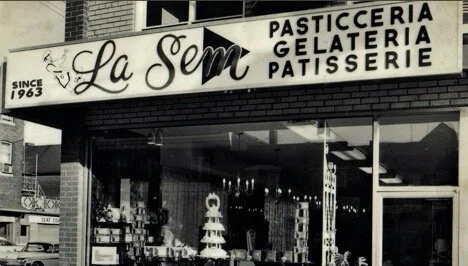 SINCE
1963
La Sem
PASTICCERIA
GELATERIA
PATISSERIE